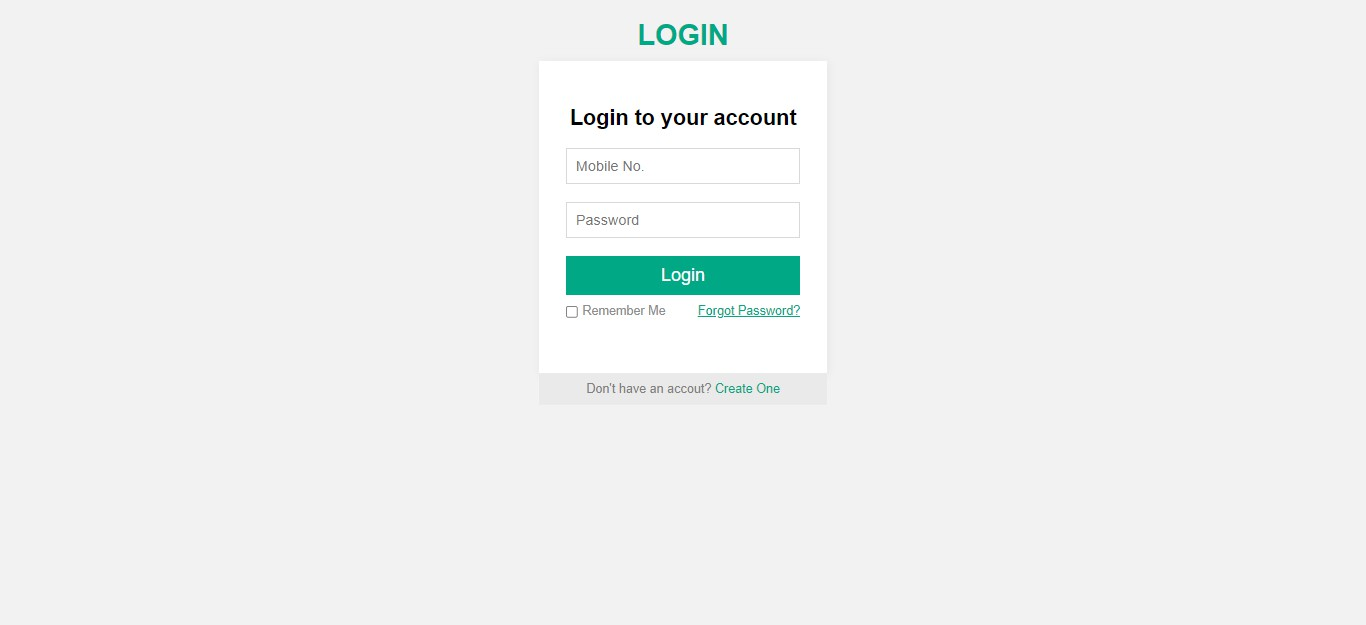 LOGIN
Login to your account
Mobile No.
Password
Login
Remember Me Forgot Password?
Don't have an accout? Create One